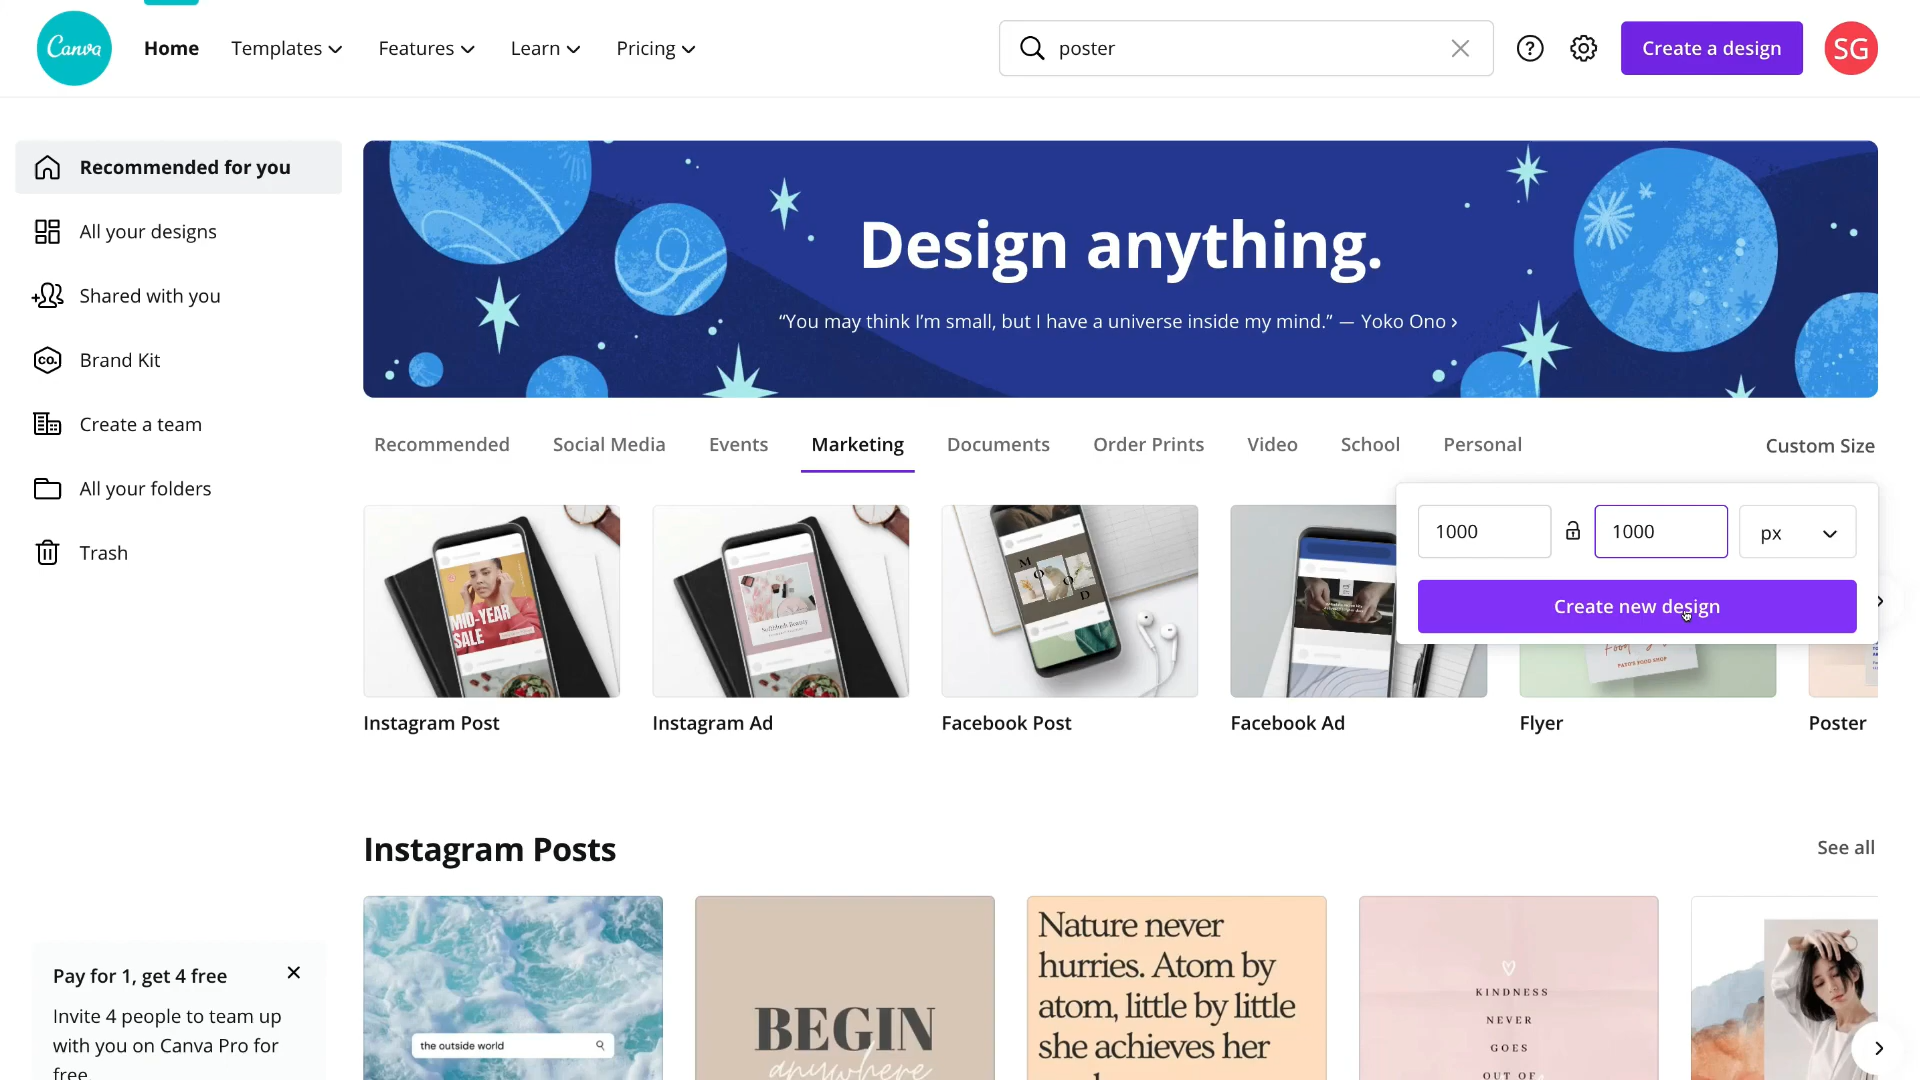 Canva
Home
Templates
Features
Learn
Pricing
poster
Create a design
SG
Recommended for you
All your designs
Shared with you
CO.
Brand Kit
Create a team
All your folders
Trash
Design anything.
“You may think I’m small, but I have a universe inside my mind.” — Yoko Ono ›
Recommended
Social Media
Events
Marketing
Documents
Order Prints
Video
School
Personal
Custom Size
1000
1000
px
Create new design
MID-YEAR
SALE
MOOD
PATIO'S FOOD SHOP
Instagram Post
Instagram Ad
Facebook Post
Facebook Ad
Flyer
Poster
Instagram Posts
See all
the outside world
BEGIN
anywhere
Nature never
hurries. Atom by
atom, little by little
she achieves her
KINDNESS
NEVER
GOES
OUT OF
Pay for 1, get 4 free
Invite 4 people to team up
with you on Canva Pro for
free.